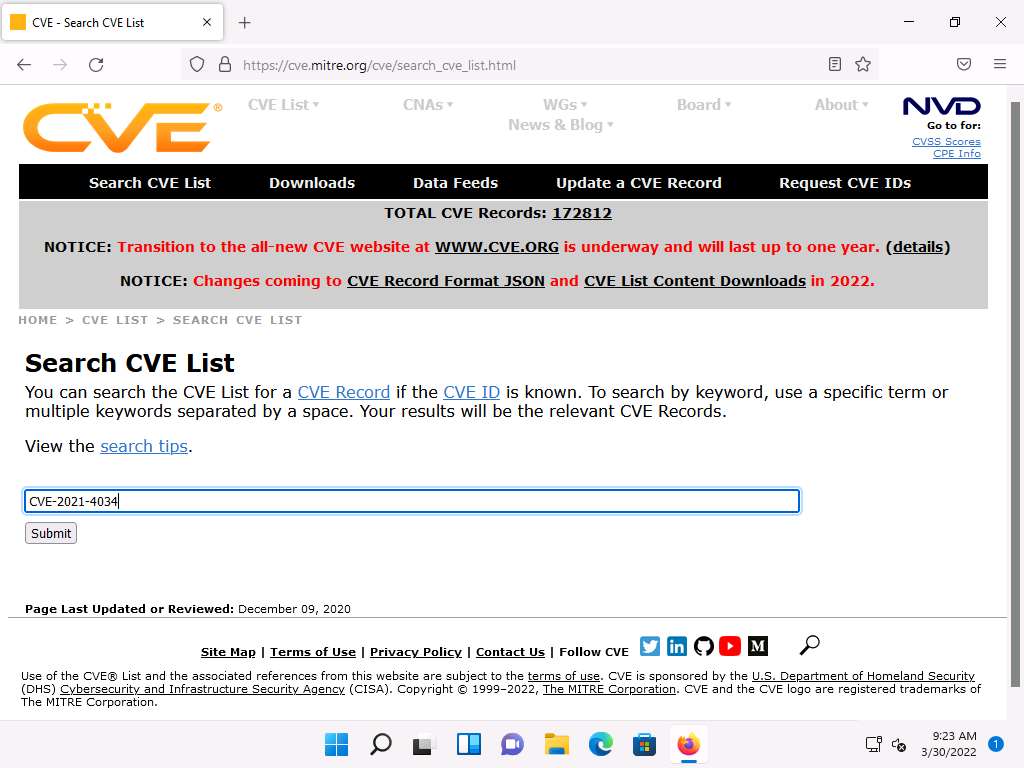 CVE - Search CVE List
https://cve.mitre.org/cve/search_cve_list.html
CVE®
CVE List▾ CNAs▾ WGs▾ Board▾ About▾
News & Blog▾
NVD
Go to for:
CVSS Scores
CPE Info
Search CVE List Downloads Data Feeds Update a CVE Record Request CVE IDs
TOTAL CVE Records: 172812
NOTICE: Transition to the all-new CVE website at WWW.CVE.ORG is underway and will last up to one year. (details)
NOTICE: Changes coming to CVE Record Format JSON and CVE List Content Downloads in 2022.
HOME > CVE LIST > SEARCH CVE LIST
Search CVE List
You can search the CVE List for a CVE Record if the CVE ID is known. To search by keyword, use a specific term or
multiple keywords separated by a space. Your results will be the relevant CVE Records.
View the search tips.
CVE-2021-4034
Submit
Page Last Updated or Reviewed: December 09, 2020
Site Map | Terms of Use | Privacy Policy | Contact Us | Follow CVE
Use of the CVE® List and the associated references from this website are subject to the terms of use. CVE is sponsored by the U.S. Department of Homeland Security
(DHS) Cybersecurity and Infrastructure Security Agency (CISA). Copyright © 1999–2022, The MITRE Corporation. CVE and the CVE logo are registered trademarks of
The MITRE Corporation.
9:23 AM
3/30/2022
1